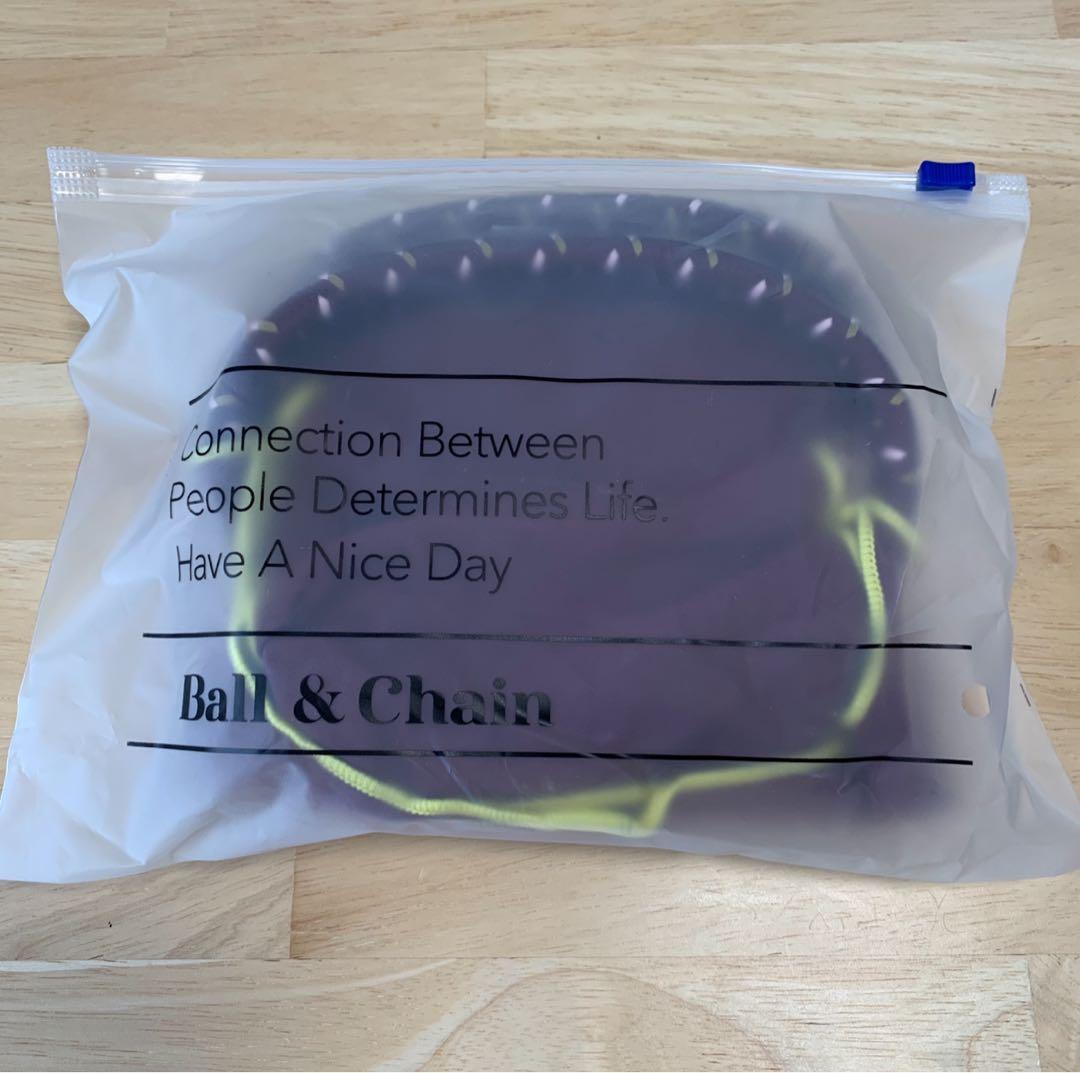 Connection Between
People Determines Life.
Have A Nice Day
Ball & Chain